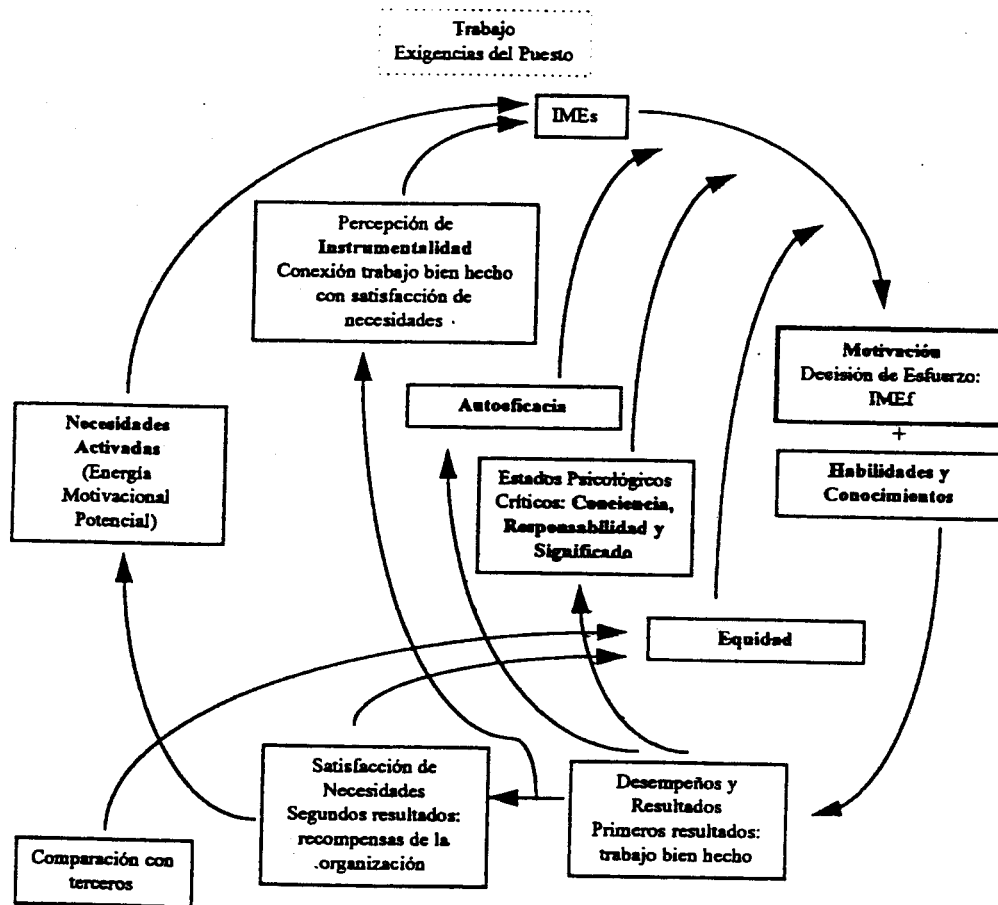 Trabajo
Exigencias del Puesto
IMEs
Percepción de
Instrumentalidad
Conexión trabajo bien hecho
con satisfacción de
necesidades
Motivación
Decisión de Esfuerzo:
IMEf
+
Habilidades y
Conocimientos
Autoeficacia
Necesidades
Activadas
(Energía
Motivacional
Potencial)
Estados Psicológicos
Críticos: Conciencia,
Responsabilidad y
Significado
Equidad
Satisfacción de
Necesidades
Segundos resultados:
recompensas de la
organización
Desempeños y
Resultados
Primeros resultados:
trabajo bien hecho
Comparación con
terceros